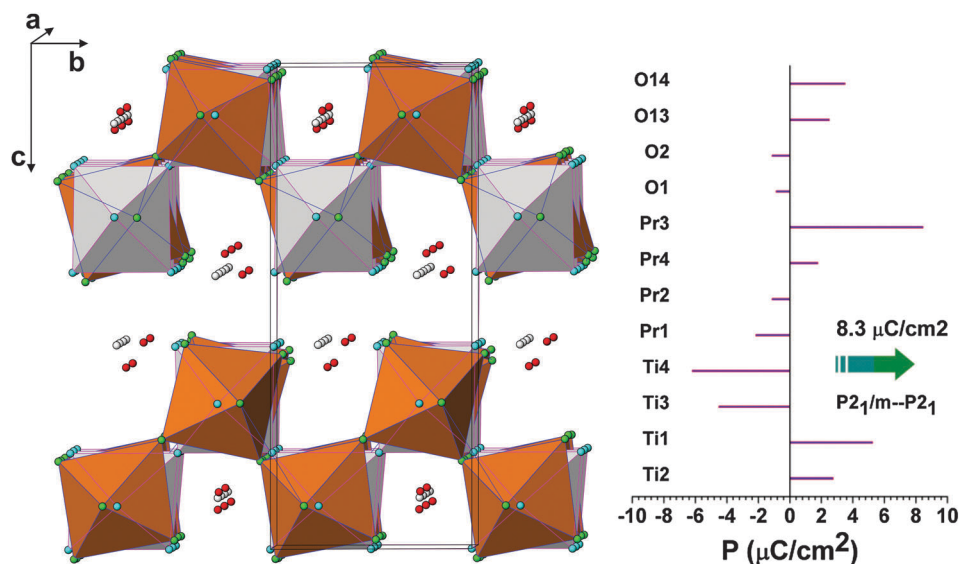 a
b
c
O14
O13
O2
O1
Pr3
Pr4
Pr2
Pr1
Ti4
Ti3
Ti1
Ti2
8.3 μC/cm2
P2₁/m--P2₁
-10 -8 -6 -4 -2 0 2 4 6 8 10
P (μC/cm²)